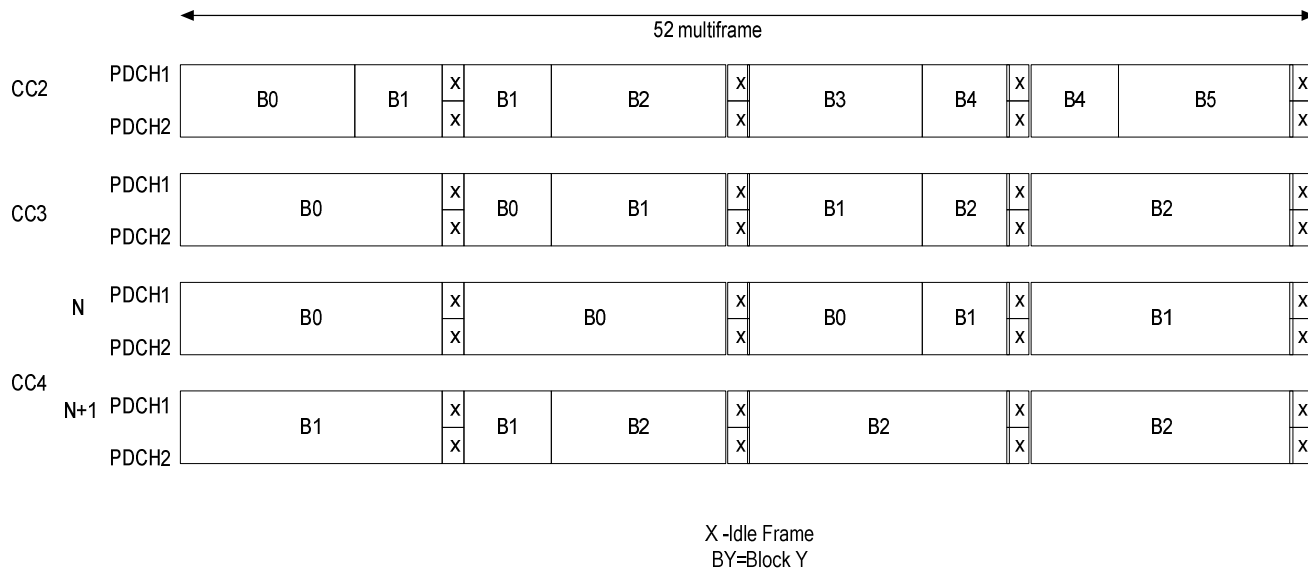 52 multiframe
CC2
PDCH1
B0 B1 X B1 B2 X B3 B4 X B4 B5 X
PDCH2
X X X X
CC3
PDCH1
B0 X B0 B1 X B1 B2 X B2 X
PDCH2
X X X X
CC4
N
PDCH1
B0 X B0 X B0 B1 X B1 X
PDCH2
X X X X
N+1
PDCH1
B1 X B1 B2 X B2 X B2 X
PDCH2
X X X X
X -Idle Frame
BY=Block Y